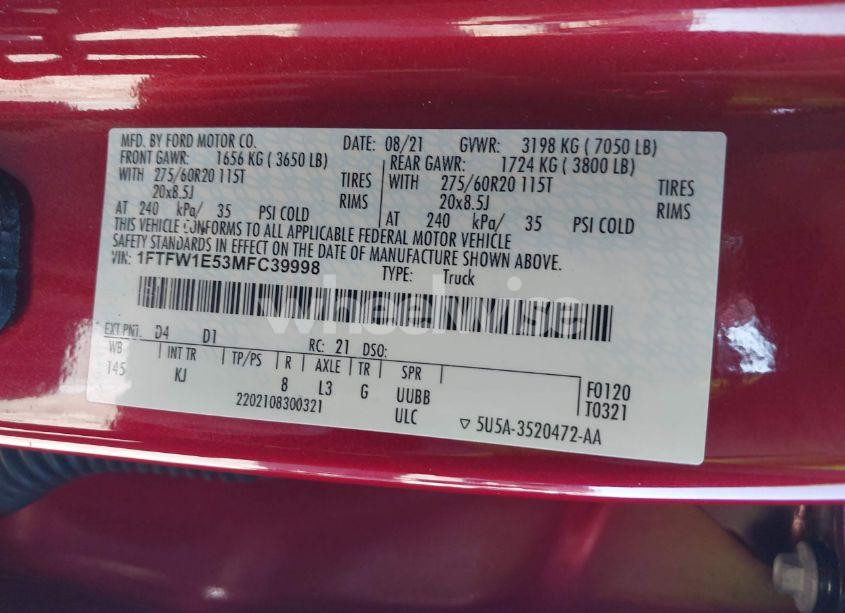 MFD. BY FORD MOTOR CO. DATE: 08/21 GVWR: 3198 KG ( 7050 LB)
FRONT GAWR: 1656 KG ( 3650 LB) REAR GAWR: 1724 KG ( 3800 LB)
WITH 275/60R20 115T TIRES WITH 275/60R20 115T TIRES
20x8.5J RIMS 20x8.5J RIMS
AT 240 kPa/ 35 PSI COLD AT 240 kPa/ 35 PSI COLD
THIS VEHICLE CONFORMS TO ALL APPLICABLE FEDERAL MOTOR VEHICLE
SAFETY STANDARDS IN EFFECT ON THE DATE OF MANUFACTURE SHOWN ABOVE.
VIN: 1FTFW1E53MFC39998 TYPE: Truck
wheelwise
EXT PNT: D4 D1 RC: 21 DSO:
WB INT TR TP/PS R AXLE TR SPR
145 KJ 8 L3 G UUBB
2202108300321 ULC
F0120
T0321
▽ 5U5A-3520472-AA